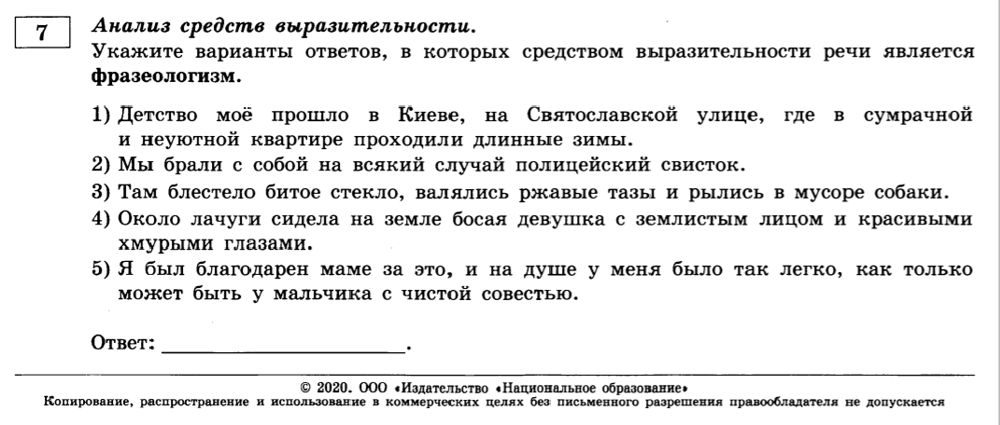 7
Анализ средств выразительности.
Укажите варианты ответов, в которых средством выразительности речи является
фразеологизм.
1) Детство моё прошло в Киеве, на Святославской улице, где в сумрачной
и неуютной квартире проходили длинные зимы.
2) Мы брали с собой на всякий случай полицейский свисток.
3) Там блестело битое стекло, валялись ржавые тазы и рылись в мусоре собаки.
4) Около лачуги сидела на земле босая девушка с землистым лицом и красивыми
хмурыми глазами.
5) Я был благодарен маме за это, и на душе у меня было так легко, как только
может быть у мальчика с чистой совестью.
Ответ: ____________________.
© 2020. ООО «Издательство «Национальное образование»
Копирование, распространение и использование в коммерческих целях без письменного разрешения правообладателя не допускается